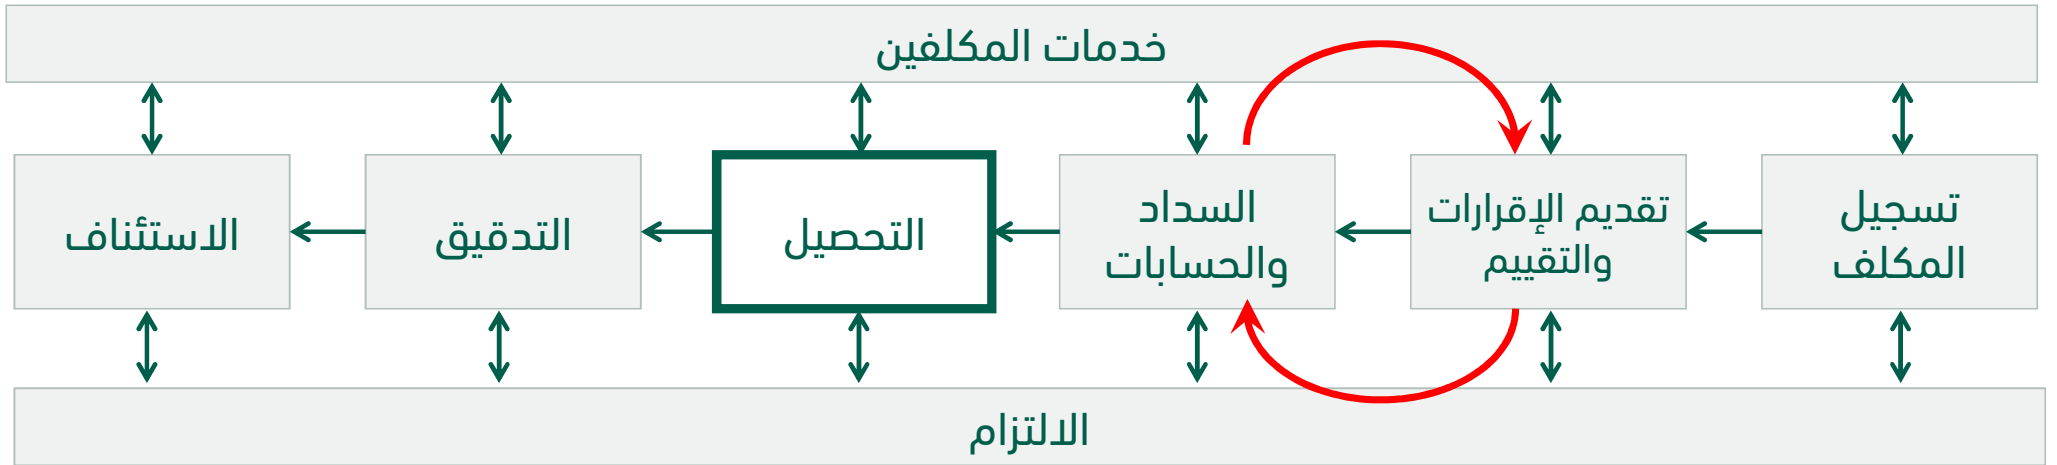 خدمات المكلفين
تسجيل
المكلف
تقديم الإقرارات
والتقييم
السداد
والحسابات
التحصيل
التدقيق
الاستئناف
الالتزام